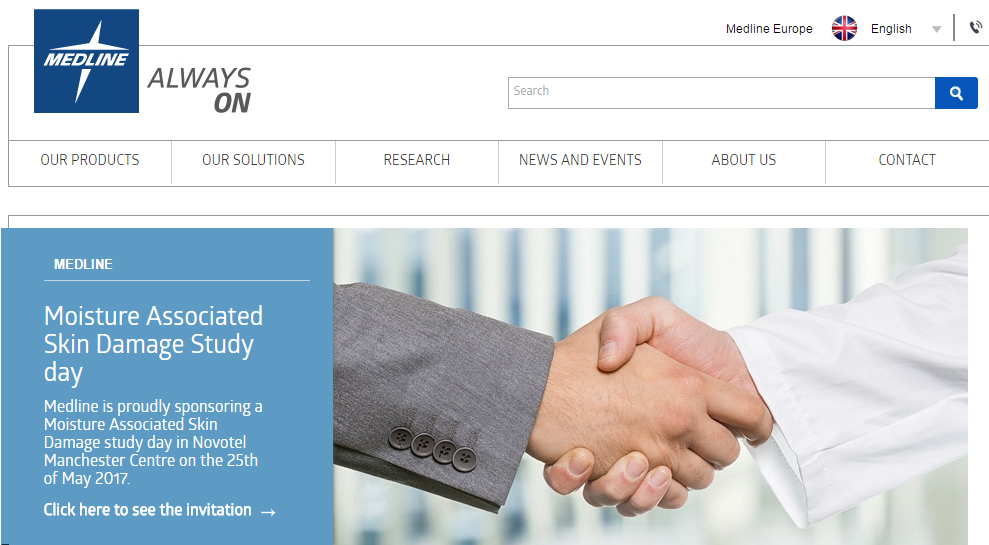 Medline Europe
English
MEDLINE
ALWAYS
ON
Search
OUR PRODUCTS
OUR SOLUTIONS
RESEARCH
NEWS AND EVENTS
ABOUT US
CONTACT
MEDLINE
Moisture Associated
Skin Damage Study
day
Medline is proudly sponsoring a
Moisture Associated Skin
Damage study day in Novotel
Manchester Centre on the 25th
of May 2017.
Click here to see the invitation →